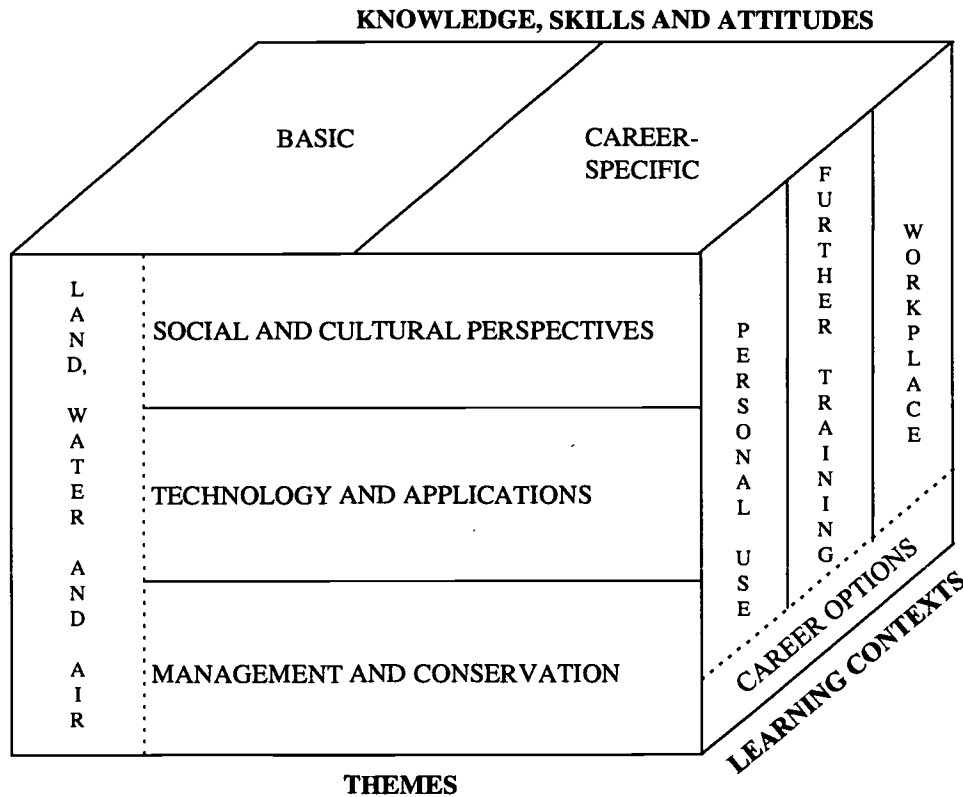 KNOWLEDGE, SKILLS AND ATTITUDES
BASIC
CAREER-
SPECIFIC
LAND, WATER AND AIR
SOCIAL AND CULTURAL PERSPECTIVES
TECHNOLOGY AND APPLICATIONS
MANAGEMENT AND CONSERVATION
PERSONAL USE
FURTHER TRAINING
WORKPLACE
CAREER OPTIONS
LEARNING CONTEXTS
THEMES